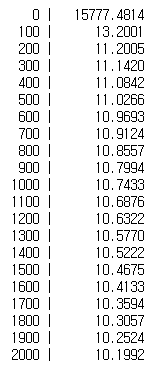 0 | 15777.4814
100 | 13.2001
200 | 11.2005
300 | 11.1420
400 | 11.0842
500 | 11.0266
600 | 10.9693
700 | 10.9124
800 | 10.8557
900 | 10.7994
1000 | 10.7433
1100 | 10.6876
1200 | 10.6322
1300 | 10.5770
1400 | 10.5222
1500 | 10.4675
1600 | 10.4133
1700 | 10.3594
1800 | 10.3057
1900 | 10.2524
2000 | 10.1992